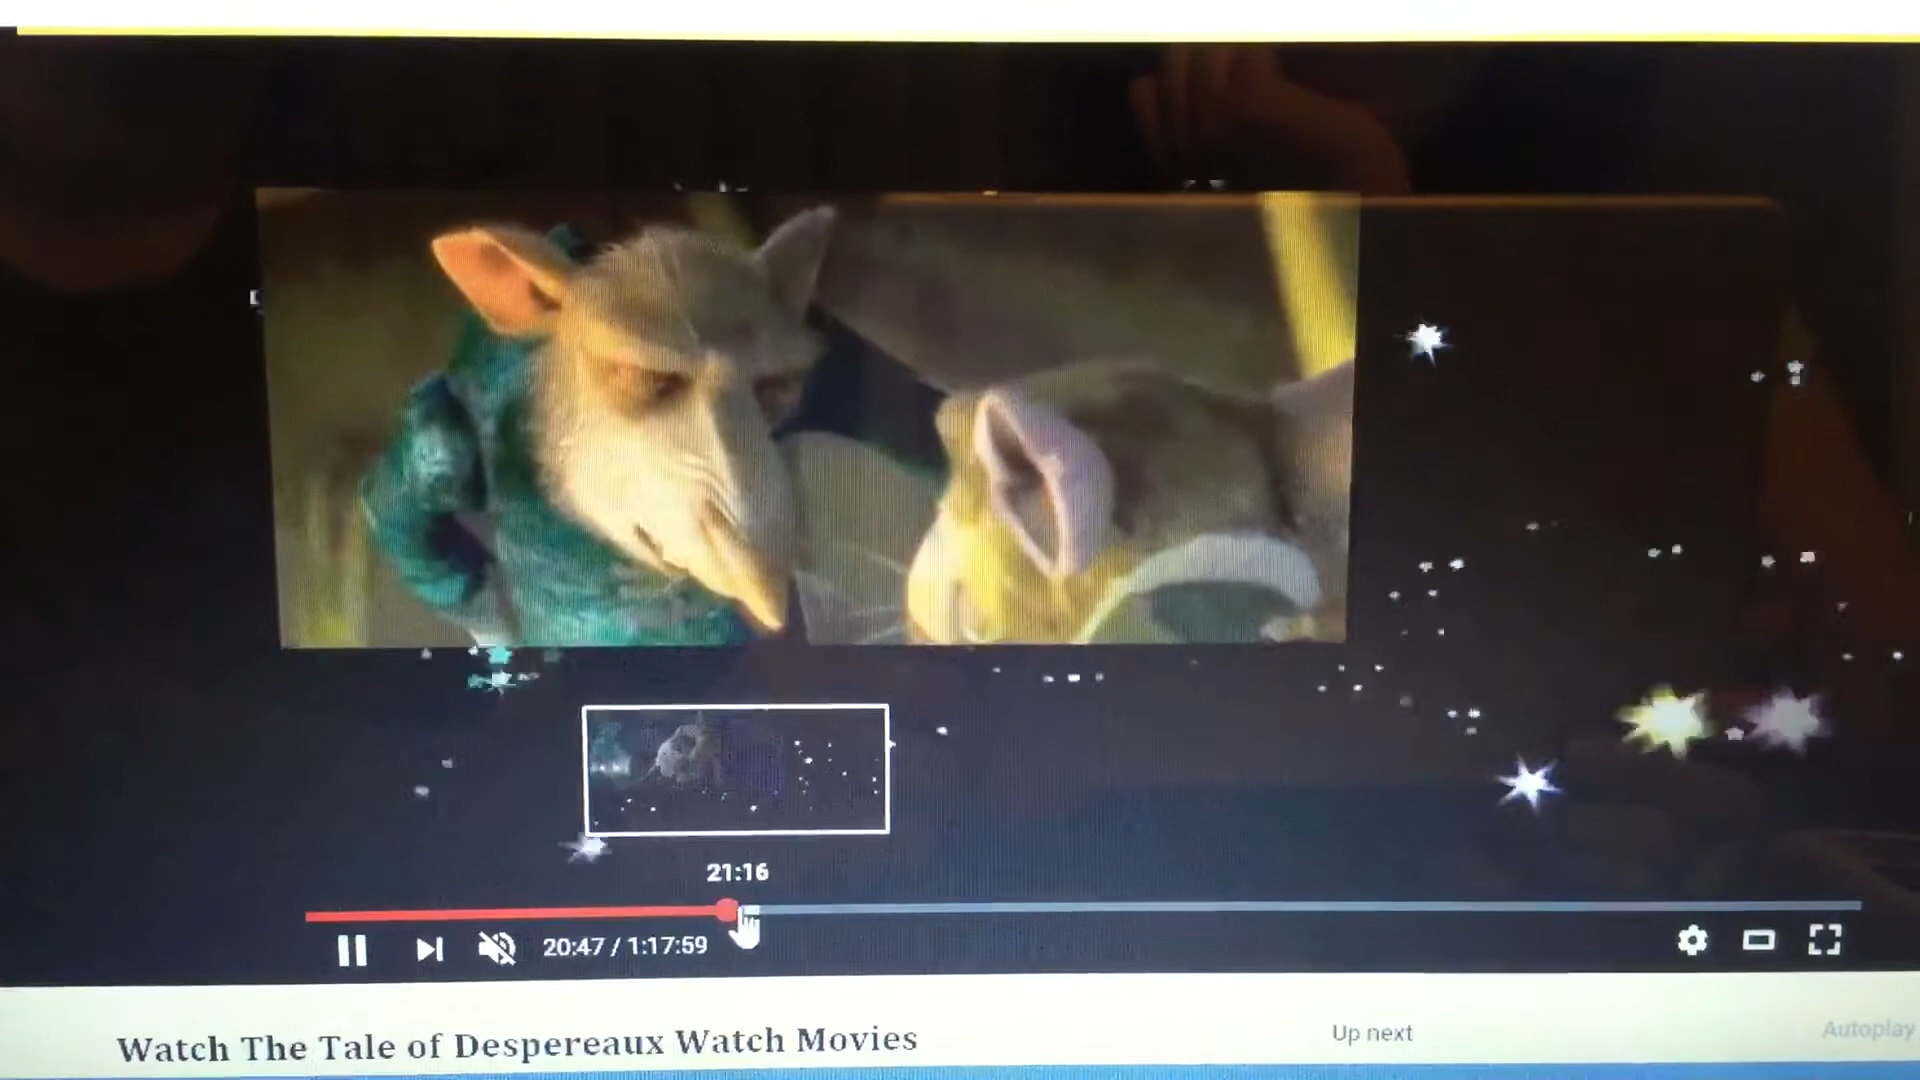 21:16
20:47 / 1:17:59
Watch The Tale of Despereaux Watch Movies
Up next
Autoplay